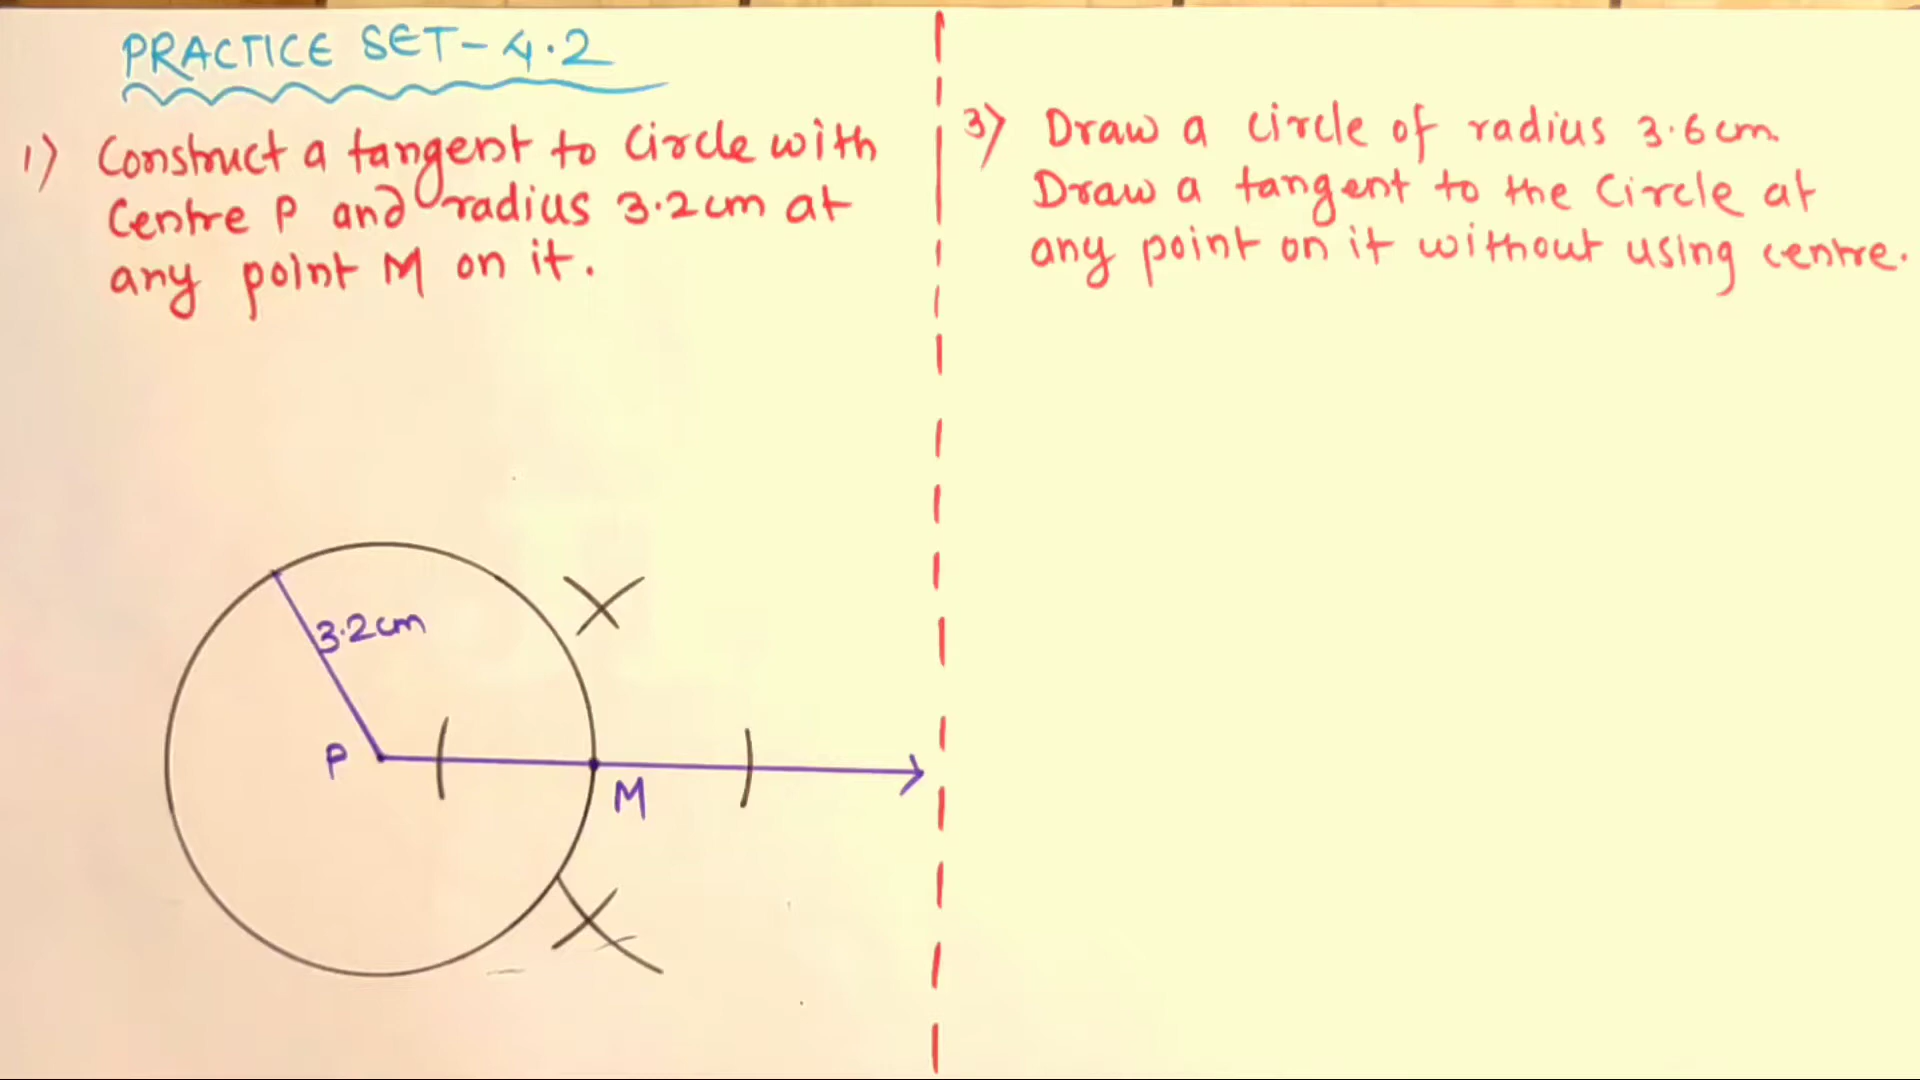 PRACTICE SET-4.2
1) Construct a tangent to Circle with
Centre P and radius 3.2cm at
any point M on it.
3) Draw a circle of radius 3.6cm.
Draw a tangent to the Circle at
any point on it without using centre.
3.2cm
P
M